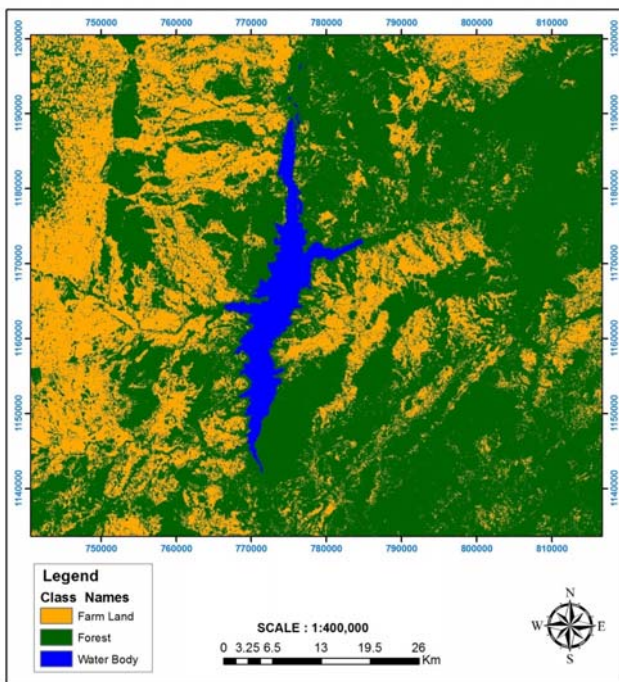 750000 760000 770000 780000 790000 800000 810000
1200000 1200000
1190000 1190000
1180000 1180000
1170000 1170000
1160000 1160000
1150000 1150000
1140000 1140000
750000 760000 770000 780000 790000 800000 810000
Legend
Class Names
Farm Land
Forest
Water Body
SCALE : 1:400,000
0 3.25 6.5 13 19.5 26
Km
N
W E
S